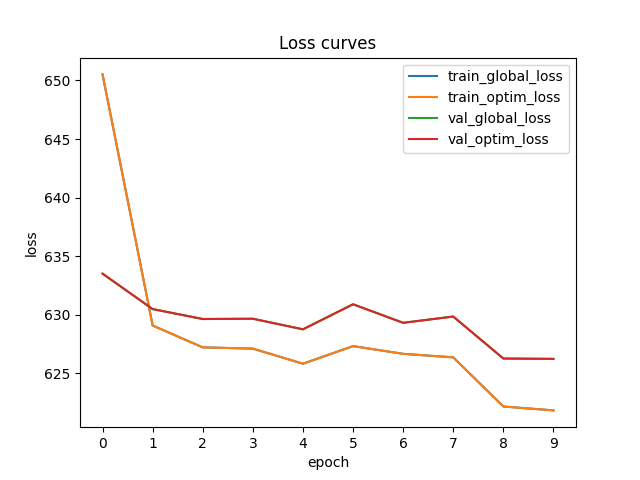 Loss curves
train_global_loss
train_optim_loss
val_global_loss
val_optim_loss
650
645
640
635
630
625
loss
0 1 2 3 4 5 6 7 8 9
epoch